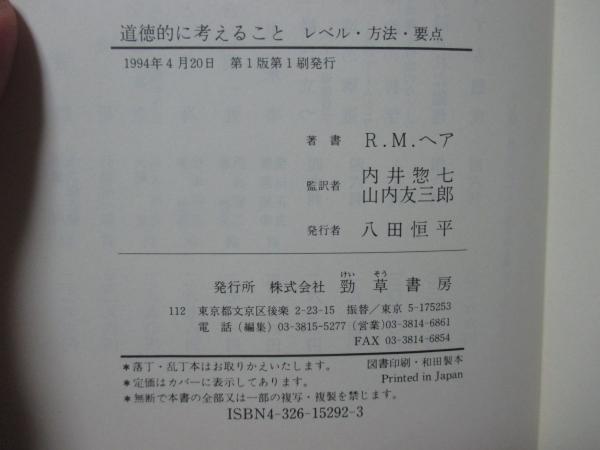 道徳的に考えること レベル・方法・要点
1994年4月20日 第1版第1刷発行
著書 R.M.ヘア
監訳者 内井惣七
山内友三郎
発行者 八田恒平
けい そう
発行所 株式会社 勁草書房
112 東京都文京区後楽 2-23-15 振替/東京 5-175253
電話(編集)03-3815-5277(営業)03-3814-6861
FAX 03-3814-6854
*落丁・乱丁本はお取りかえいたします。 図書印刷・和田製本
*定価はカバーに表示してあります。 Printed in Japan
*無断で本書の全部又は一部の複写・複製を禁じます。
ISBN4-326-15292-3